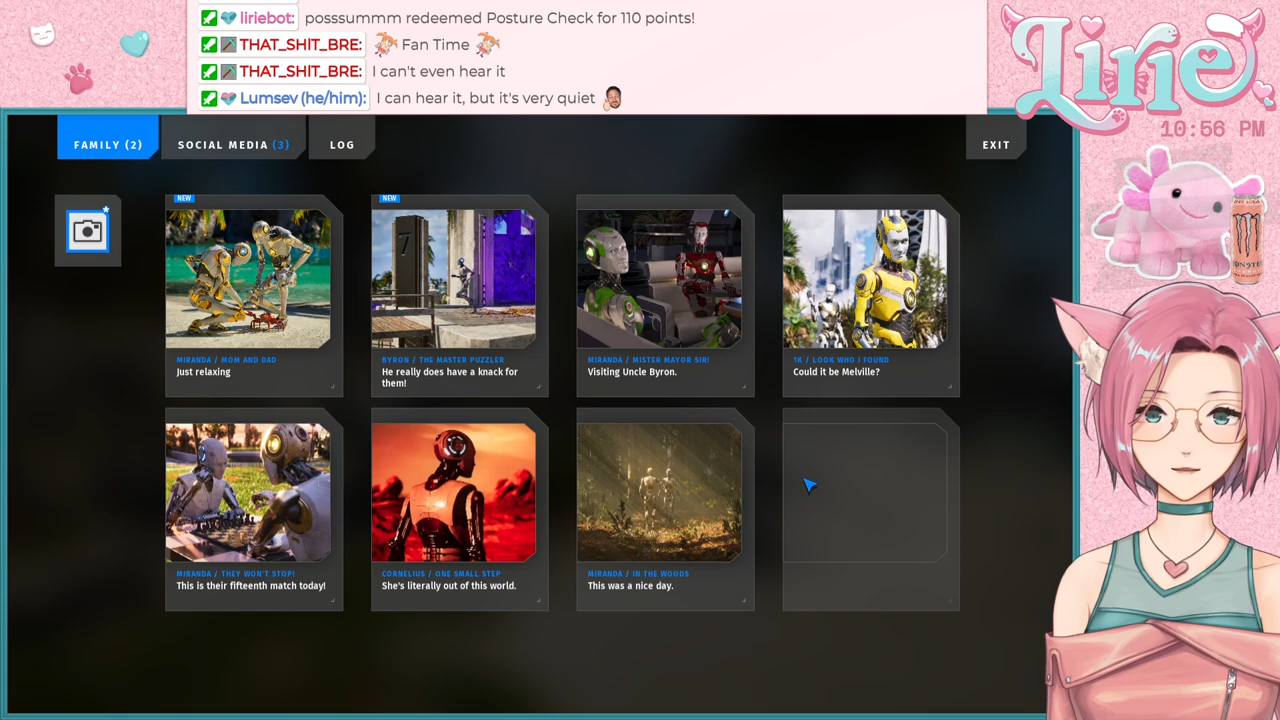 liriebot: posssummm redeemed Posture Check for 110 points!
THAT_SHIT_BRE: Fan Time
THAT_SHIT_BRE: I can't even hear it
Lumsev (he/him): I can hear it, but it's very quiet
Lirie
10:56 PM
FAMILY (2)
SOCIAL MEDIA (3)
LOG
EXIT
NEW
NEW
MIRANDA / MOM AND DAD
Just relaxing
BYRON / THE MASTER PUZZLER
He really does have a knack for
them!
MIRANDA / MISTER MAYOR SIR!
Visiting Uncle Byron.
1K / LOOK WHO I FOUND
Could it be Melville?
MIRANDA / THEY WON'T STOP!
This is their fifteenth match today!
CORNELIUS / ONE SMALL STEP
She's literally out of this world.
MIRANDA / IN THE WOODS
This was a nice day.
7
MONSTER